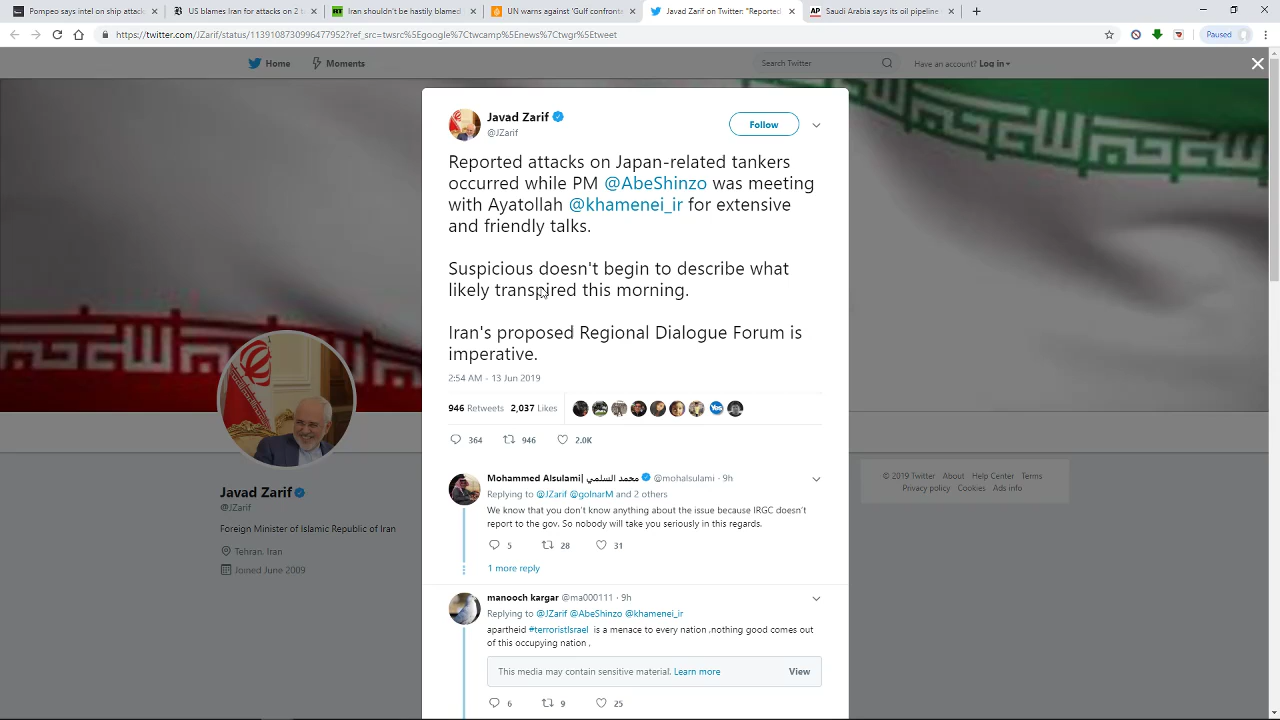 Pompeo says intel on ship attack
US blames Iran for attacks on 2 t
Iran shouldn't be hastily blamed
UN warns against 'Gulf confronta
Javad Zarif on Twitter: "Reported
AP
Saudi Arabia says its oil pipeline
https://twitter.com/JZarif/status/1139108730996477952?ref_src=twsrc%5Egoogle%7Ctwcamp%5Enews%7Ctwgr%5Etweet
Paused
Home
Moments
Search Twitter
Have an account? Log in
Javad Zarif
@JZarif
Follow
Reported attacks on Japan-related tankers
occurred while PM @AbeShinzo was meeting
with Ayatollah @khamenei_ir for extensive
and friendly talks.
Suspicious doesn't begin to describe what
likely transpired this morning.
Iran's proposed Regional Dialogue Forum is
imperative.
2:54 AM - 13 Jun 2019
946 Retweets 2,037 Likes
364 946 2.0K
Mohammed Alsulami| محمد السلمي @mohalsulami · 9h
Replying to @JZarif @golnarM and 2 others
We know that you don't know anything about the issue because IRGC doesn't
report to the gov. So nobody will take you seriously in this regards.
5 28 31
1 more reply
manooch kargar @ma000111 · 9h
Replying to @JZarif @AbeShinzo @khamenei_ir
apartheid #terroristIsrael is a menace to every nation ,nothing good comes out
of this occupying nation .
This media may contain sensitive material. Learn more
View
6 9 25
Javad Zarif
@JZarif
Foreign Minister of Islamic Republic of Iran
Tehran, Iran
Joined June 2009
© 2019 Twitter About Help Center Terms
Privacy policy Cookies Ads info